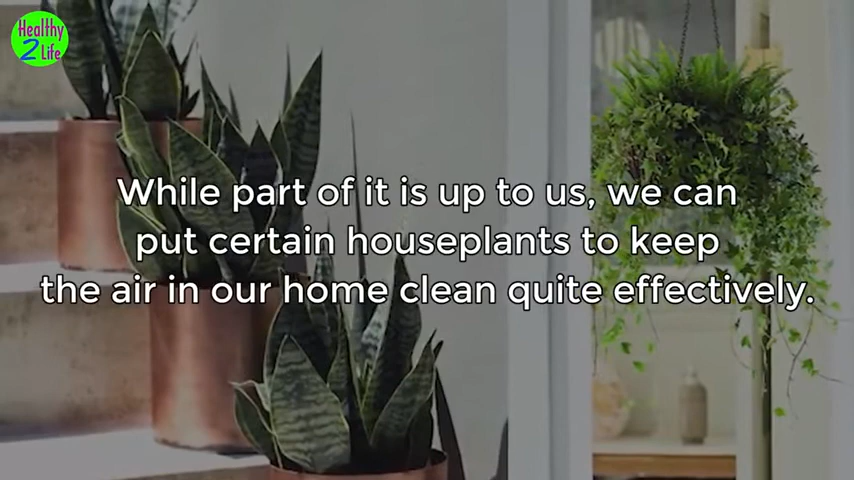 Healthy
2 Life
While part of it is up to us, we can
put certain houseplants to keep
the air in our home clean quite effectively.